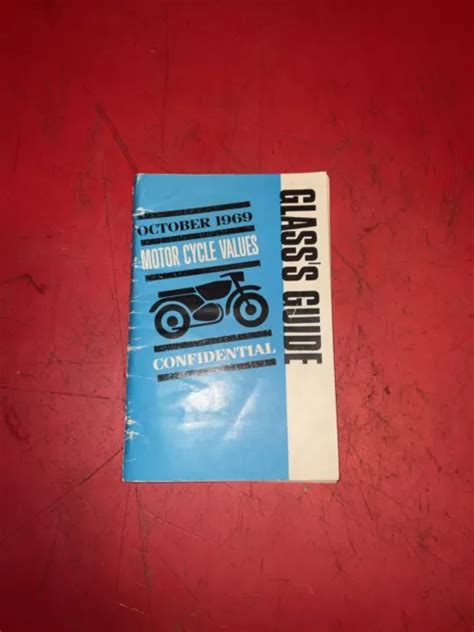 OCTOBER 1969
MOTOR CYCLE VALUES
CONFIDENTIAL
GLASS'S GUIDE